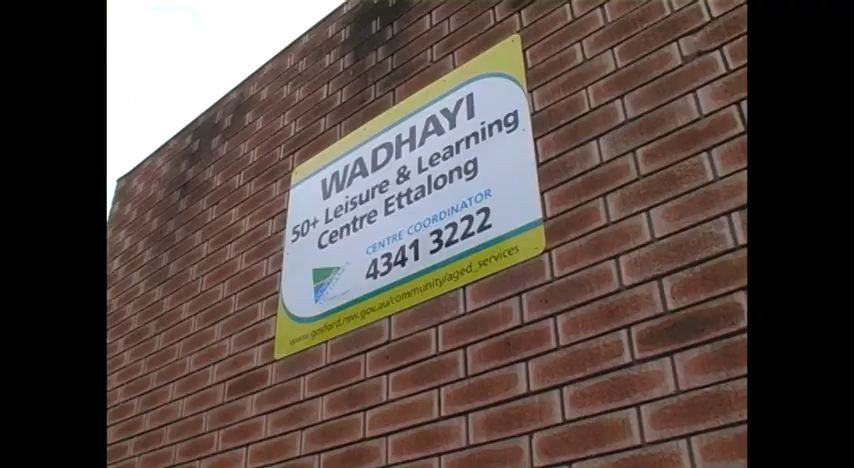 WADHAYI
50+ Leisure & Learning
Centre Ettalong
CENTRE COORDINATOR
4341 3222
www.gosford.nsw.gov.au/community/aged_services